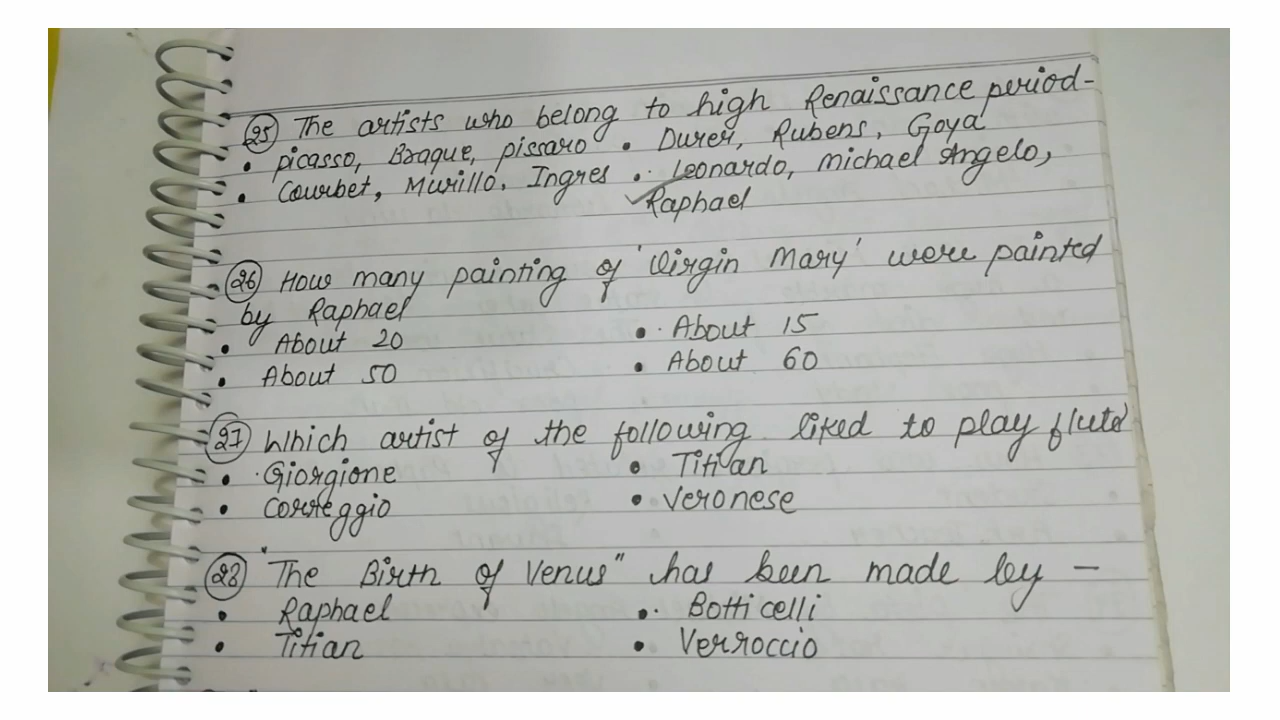 25 The artists who belong to high Renaissance period-
• picasso, Braque, pissaro • Durer, Rubens, Goya
• Courbet, Murillo, Ingres • Leonardo, michael Angelo,
Raphael
26 How many painting of 'Virgin Mary' were painted
by Raphael
• About 20 • About 15
• About 50 • About 60
27 Which artist of the following liked to play flute
• Giorgione • Titian
• Correggio • Veronese
28 "The Birth of Venus" has been made by -
• Raphael • Botticelli
• Titian • Verroccio